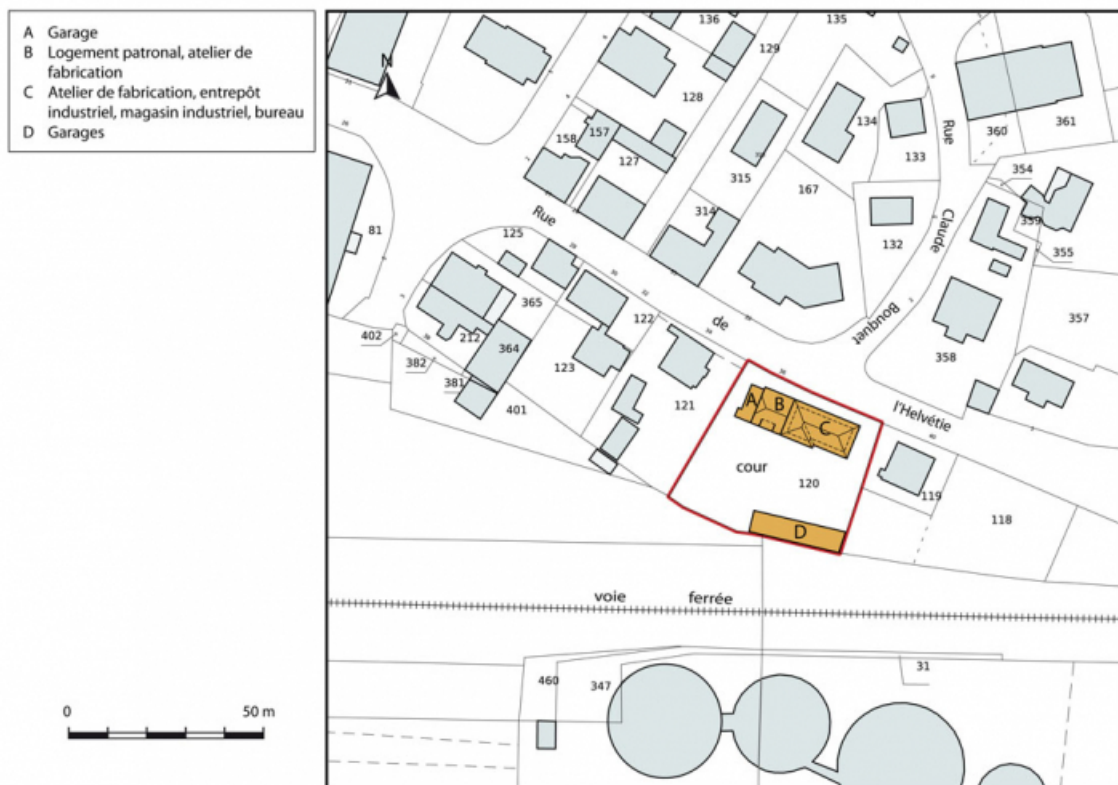 A Garage
B Logement patronal, atelier de
fabrication
C Atelier de fabrication, entrepôt
industriel, magasin industriel, bureau
D Garages
N
0 50 m
136
135
129
128
134
133
360
361
158
157
127
315
167
354
359
355
132
314
81
125
365
122
357
402
382
212
364
381
401
123
121
358
Rue
de
l'Helvétie
Rue
Claude
Bouquet
A
B
C
cour
120
D
119
118
voie ferrée
460
347
31